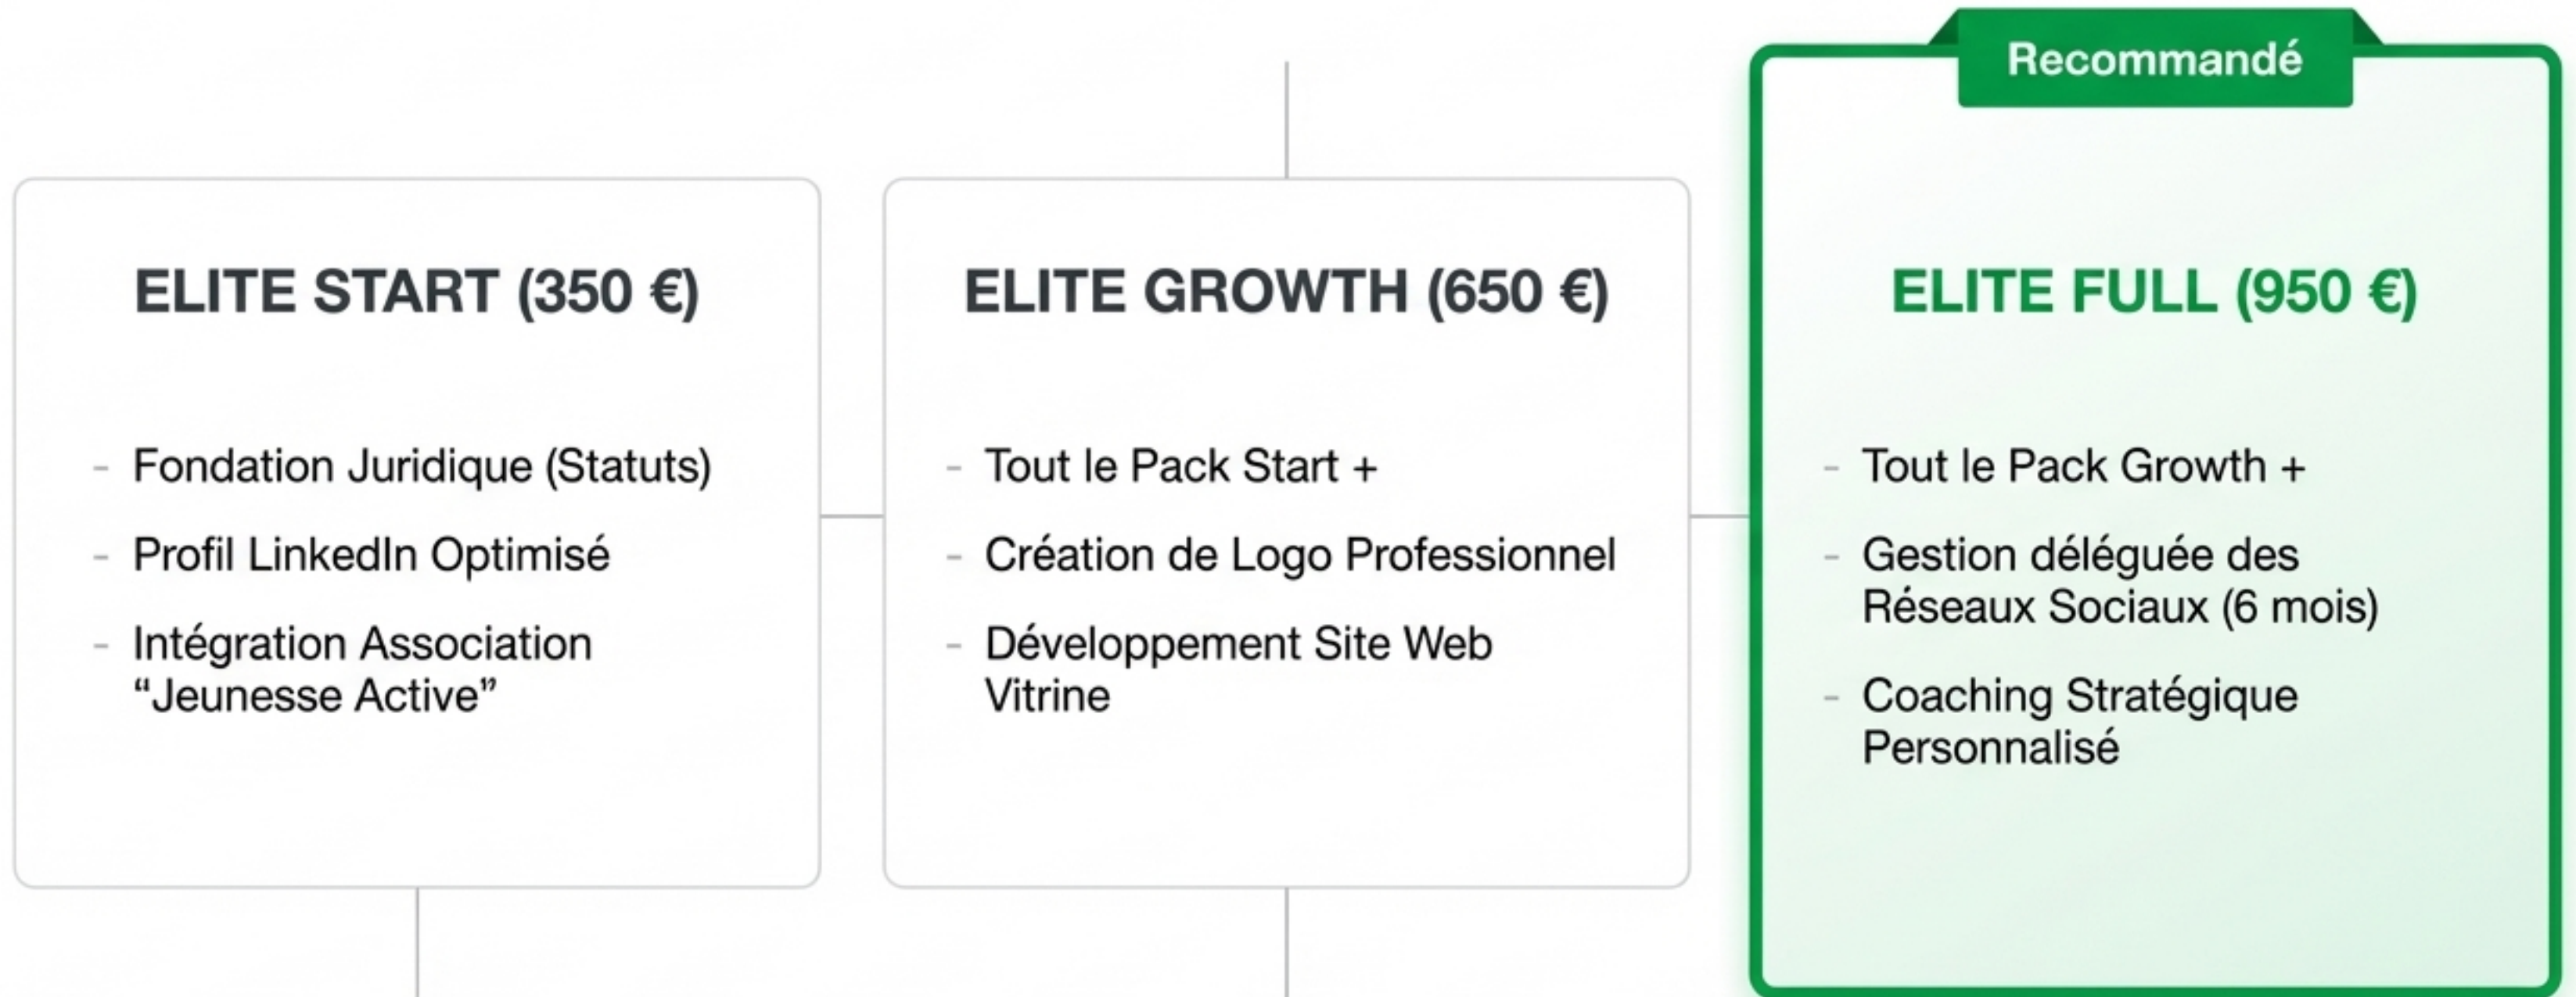 Recommandé
ELITE START (350 €)
- Fondation Juridique (Statuts)
- Profil LinkedIn Optimisé
- Intégration Association
“Jeunesse Active”
ELITE GROWTH (650 €)
- Tout le Pack Start +
- Création de Logo Professionnel
- Développement Site Web
Vitrine
ELITE FULL (950 €)
- Tout le Pack Growth +
- Gestion déléguée des
Réseaux Sociaux (6 mois)
- Coaching Stratégique
Personnalisé